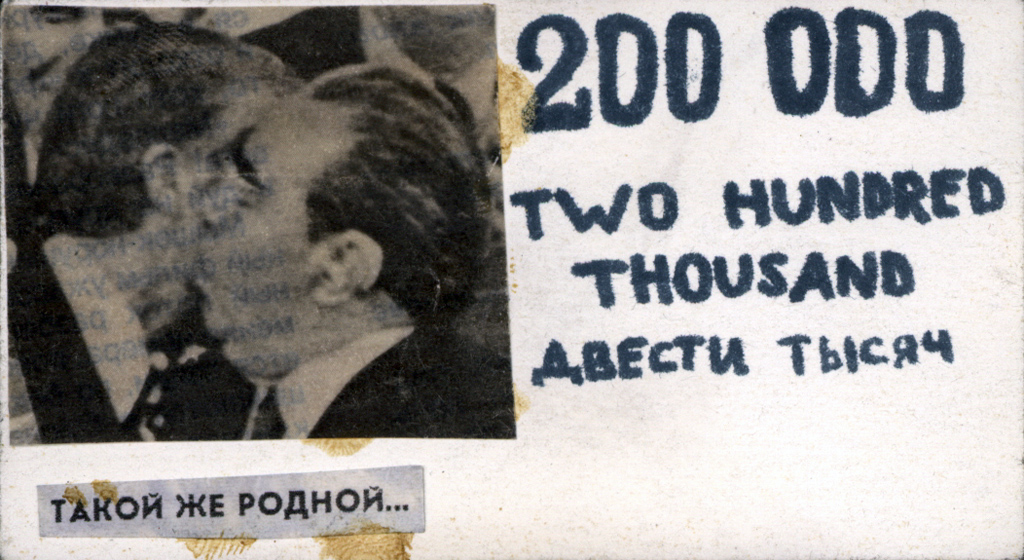 200 000
TWO HUNDRED
THOUSAND
ДВЕСТИ ТЫСЯЧ
ТАКОЙ ЖЕ РОДНОЙ...